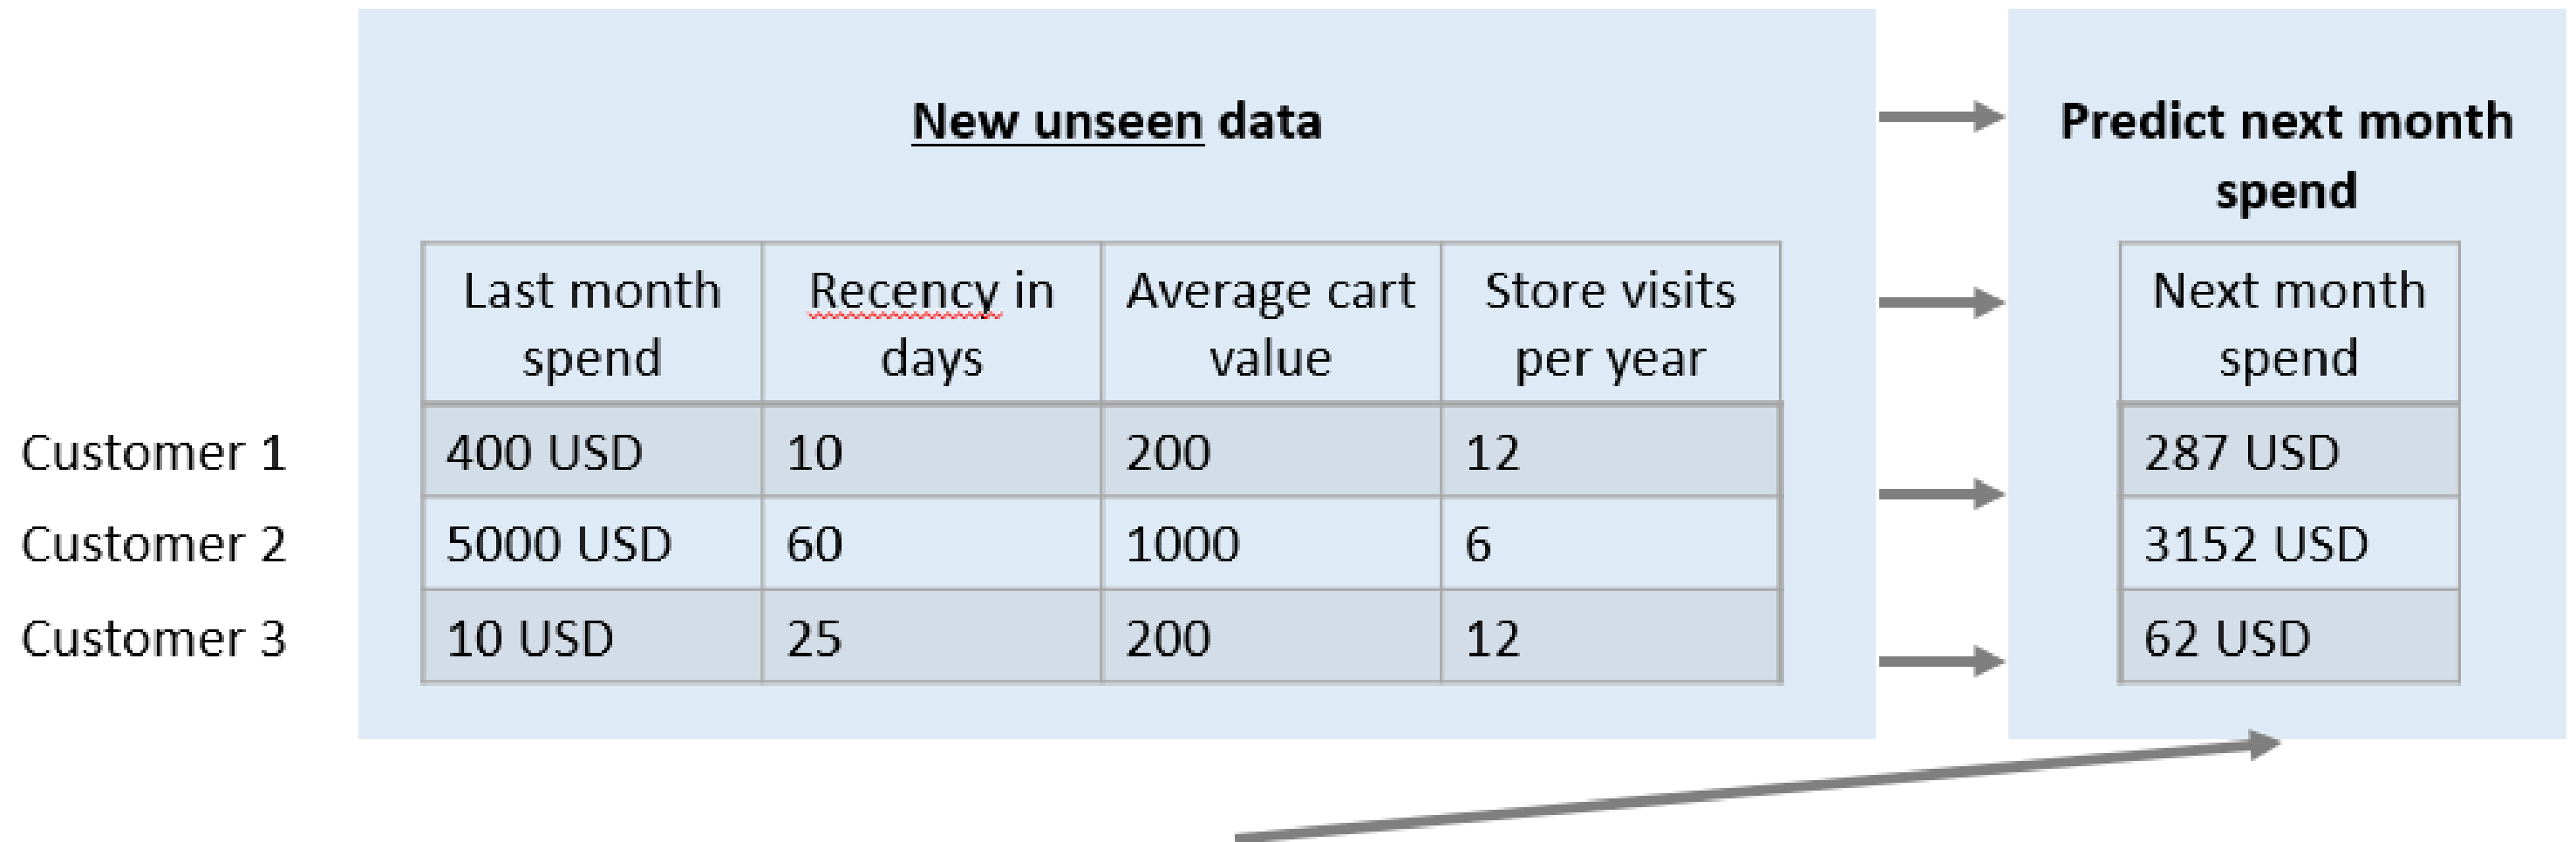 New unseen data
Predict next month
spend
Last month
spend
Recency in
days
Average cart
value
Store visits
per year
Next month
spend
Customer 1
400 USD
10
200
12
287 USD
Customer 2
5000 USD
60
1000
6
3152 USD
Customer 3
10 USD
25
200
12
62 USD